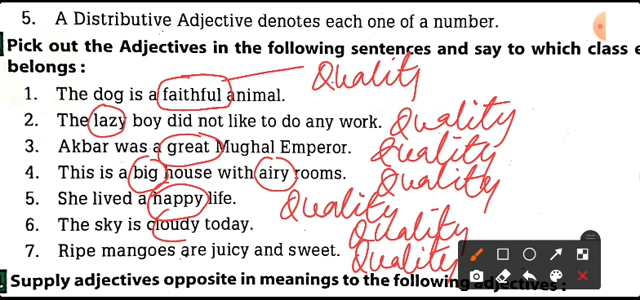 5. A Distributive Adjective denotes each one of a number.
Pick out the Adjectives in the following sentences and say to which class e
belongs :
Quality
1. The dog is a faithful animal.
2. The lazy boy did not like to do any work. Quality
3. Akbar was a great Mughal Emperor. Quality
4. This is a big house with airy rooms. Quality
5. She lived a happy life. Quality
6. The sky is cloudy today. Quality
7. Ripe mangoes are juicy and sweet. Quality
Supply adjectives opposite in meanings to the following adjectives :